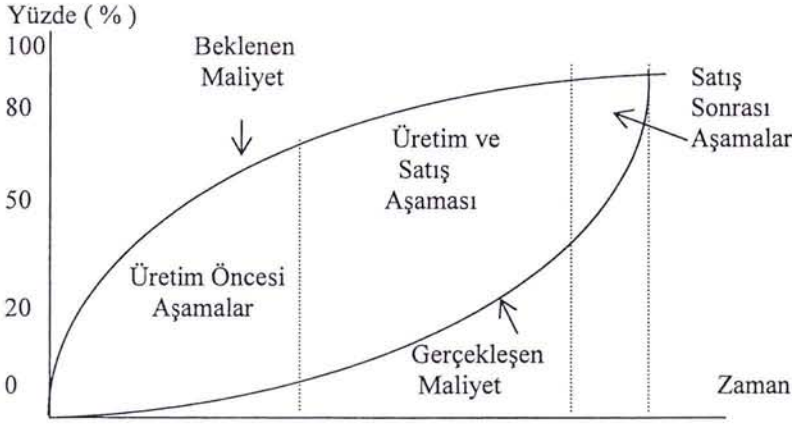 Yüzde ( % )
100
Beklenen
Maliyet
Satış
Sonrası
Aşamalar
80
Üretim ve
Satış
Aşaması
50
Üretim Öncesi
Aşamalar
20
Gerçekleşen
Maliyet
0
Zaman